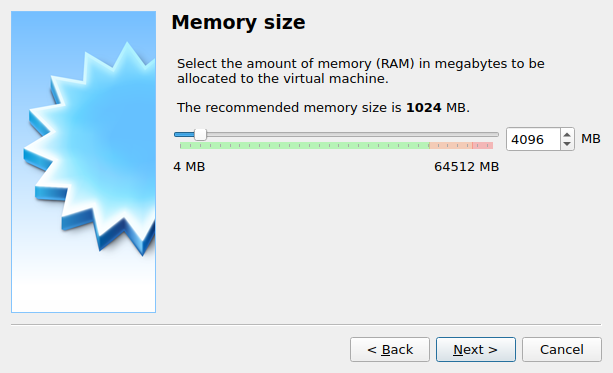 Memory size
Select the amount of memory (RAM) in megabytes to be
allocated to the virtual machine.
The recommended memory size is 1024 MB.
4096 MB
4 MB 64512 MB
< Back Next > Cancel